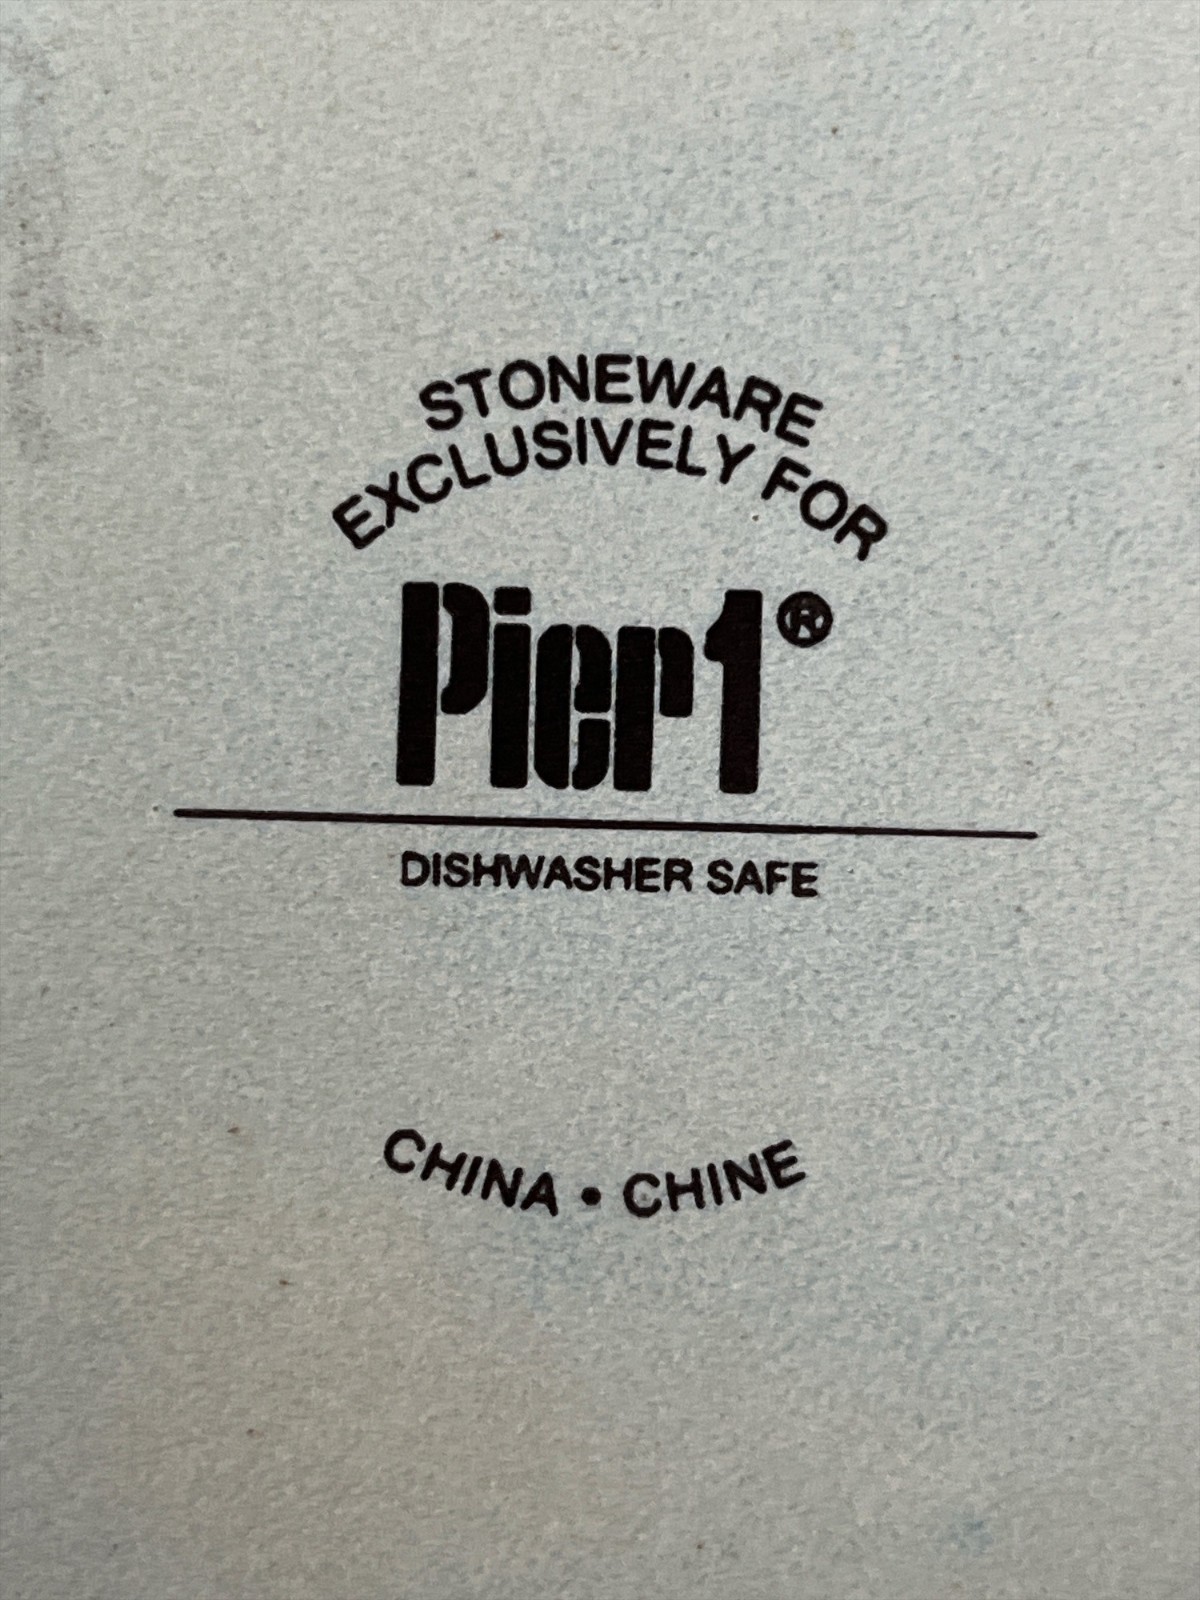 STONEWARE
EXCLUSIVELY FOR
Pier1®
DISHWASHER SAFE
CHINA • CHINE